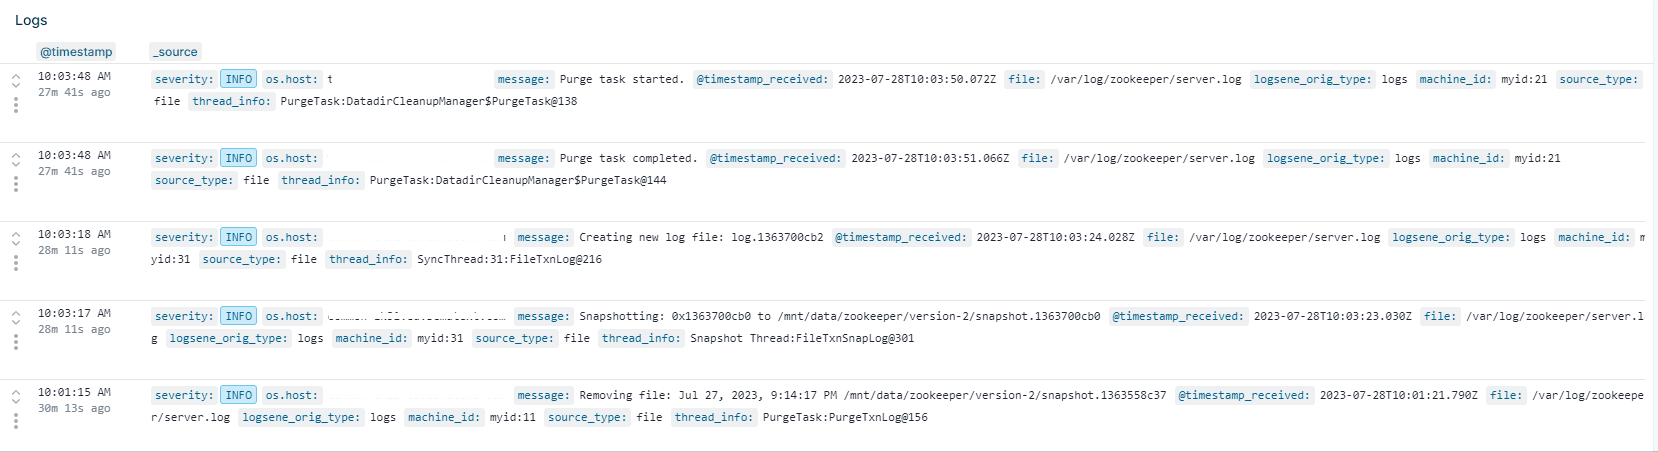 Logs
@timestamp _source
10:03:48 AM severity: INFO os.host: t message: Purge task started. @timestamp_received: 2023-07-28T10:03:50.072Z file: /var/log/zookeeper/server.log logsene_orig_type: logs machine_id: myid:21 source_type:
27m 41s ago file thread_info: PurgeTask:DatadirCleanupManager$PurgeTask@138
10:03:48 AM severity: INFO os.host: message: Purge task completed. @timestamp_received: 2023-07-28T10:03:51.066Z file: /var/log/zookeeper/server.log logsene_orig_type: logs machine_id: myid:21
27m 41s ago source_type: file thread_info: PurgeTask:DatadirCleanupManager$PurgeTask@144
10:03:18 AM severity: INFO os.host: message: Creating new log file: log.1363700cb2 @timestamp_received: 2023-07-28T10:03:24.028Z file: /var/log/zookeeper/server.log logsene_orig_type: logs machine_id: m
28m 11s ago yid:31 source_type: file thread_info: SyncThread:31:FileTxnLog@216
10:03:17 AM severity: INFO os.host: message: Snapshotting: 0x1363700cb0 to /mnt/data/zookeeper/version-2/snapshot.1363700cb0 @timestamp_received: 2023-07-28T10:03:23.030Z file: /var/log/zookeeper/server.l
28m 11s ago g logsene_orig_type: logs machine_id: myid:31 source_type: file thread_info: Snapshot Thread:FileTxnSnapLog@301
10:01:15 AM severity: INFO os.host: message: Removing file: Jul 27, 2023, 9:14:17 PM /mnt/data/zookeeper/version-2/snapshot.1363558c37 @timestamp_received: 2023-07-28T10:01:21.790Z file: /var/log/zookeepe
30m 13s ago r/server.log logsene_orig_type: logs machine_id: myid:11 source_type: file thread_info: PurgeTask:PurgeTxnLog@156